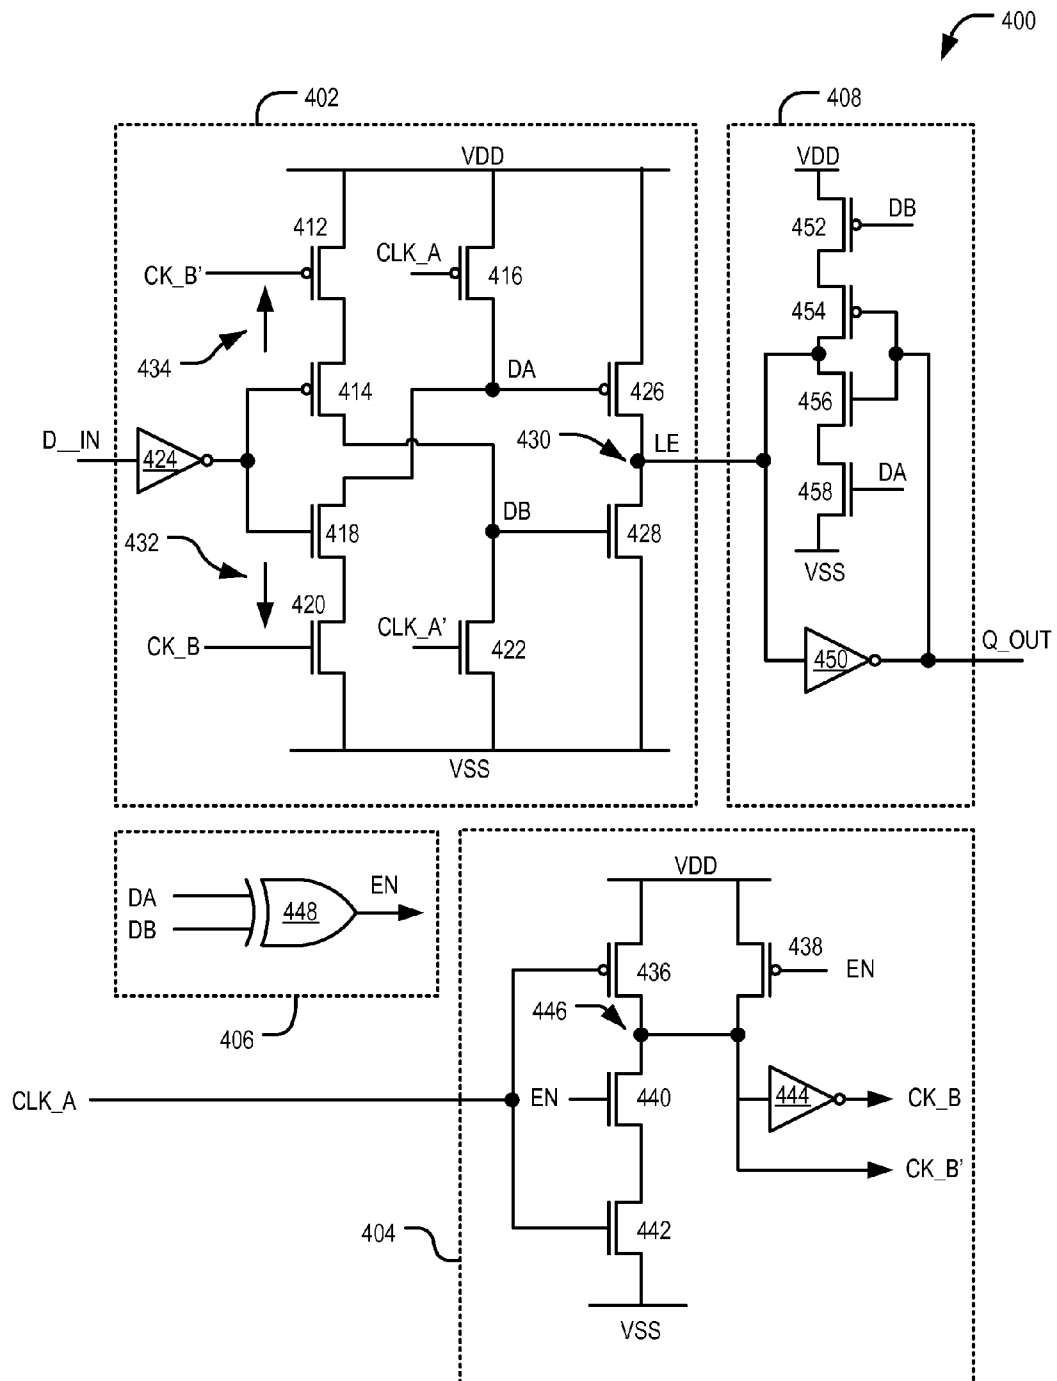 400
402
408
VDD
VDD
412
452
DB
CLK_A
CK_B'
416
434
454
414
DA
426
456
D__IN
424
430
LE
DA
458
418
DB
428
432
VSS
420
CLK_A'
CK_B
422
450
Q_OUT
VSS
VDD
DA
EN
448
DB
438
436
EN
446
406
CLK_A
EN
440
444
CK_B
CK_B'
442
404
VSS